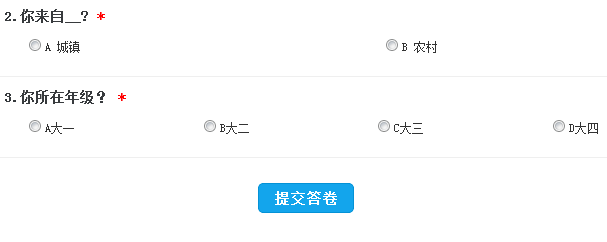 2.你来自__? *
A 城镇 B 农村
3.你所在年级? *
A大一 B大二 C大三 D大四
提交答卷